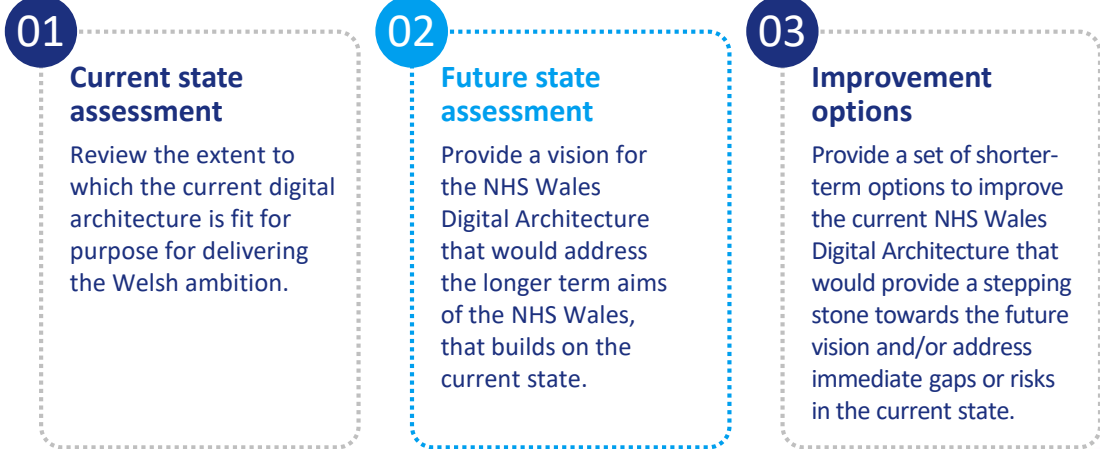 01
Current state
assessment
Review the extent to
which the current digital
architecture is fit for
purpose for delivering
the Welsh ambition.
02
Future state
assessment
Provide a vision for
the NHS Wales
Digital Architecture
that would address
the longer term aims
of the NHS Wales,
that builds on the
current state.
03
Improvement
options
Provide a set of shorter-
term options to improve
the current NHS Wales
Digital Architecture that
would provide a stepping
stone towards the future
vision and/or address
immediate gaps or risks
in the current state.